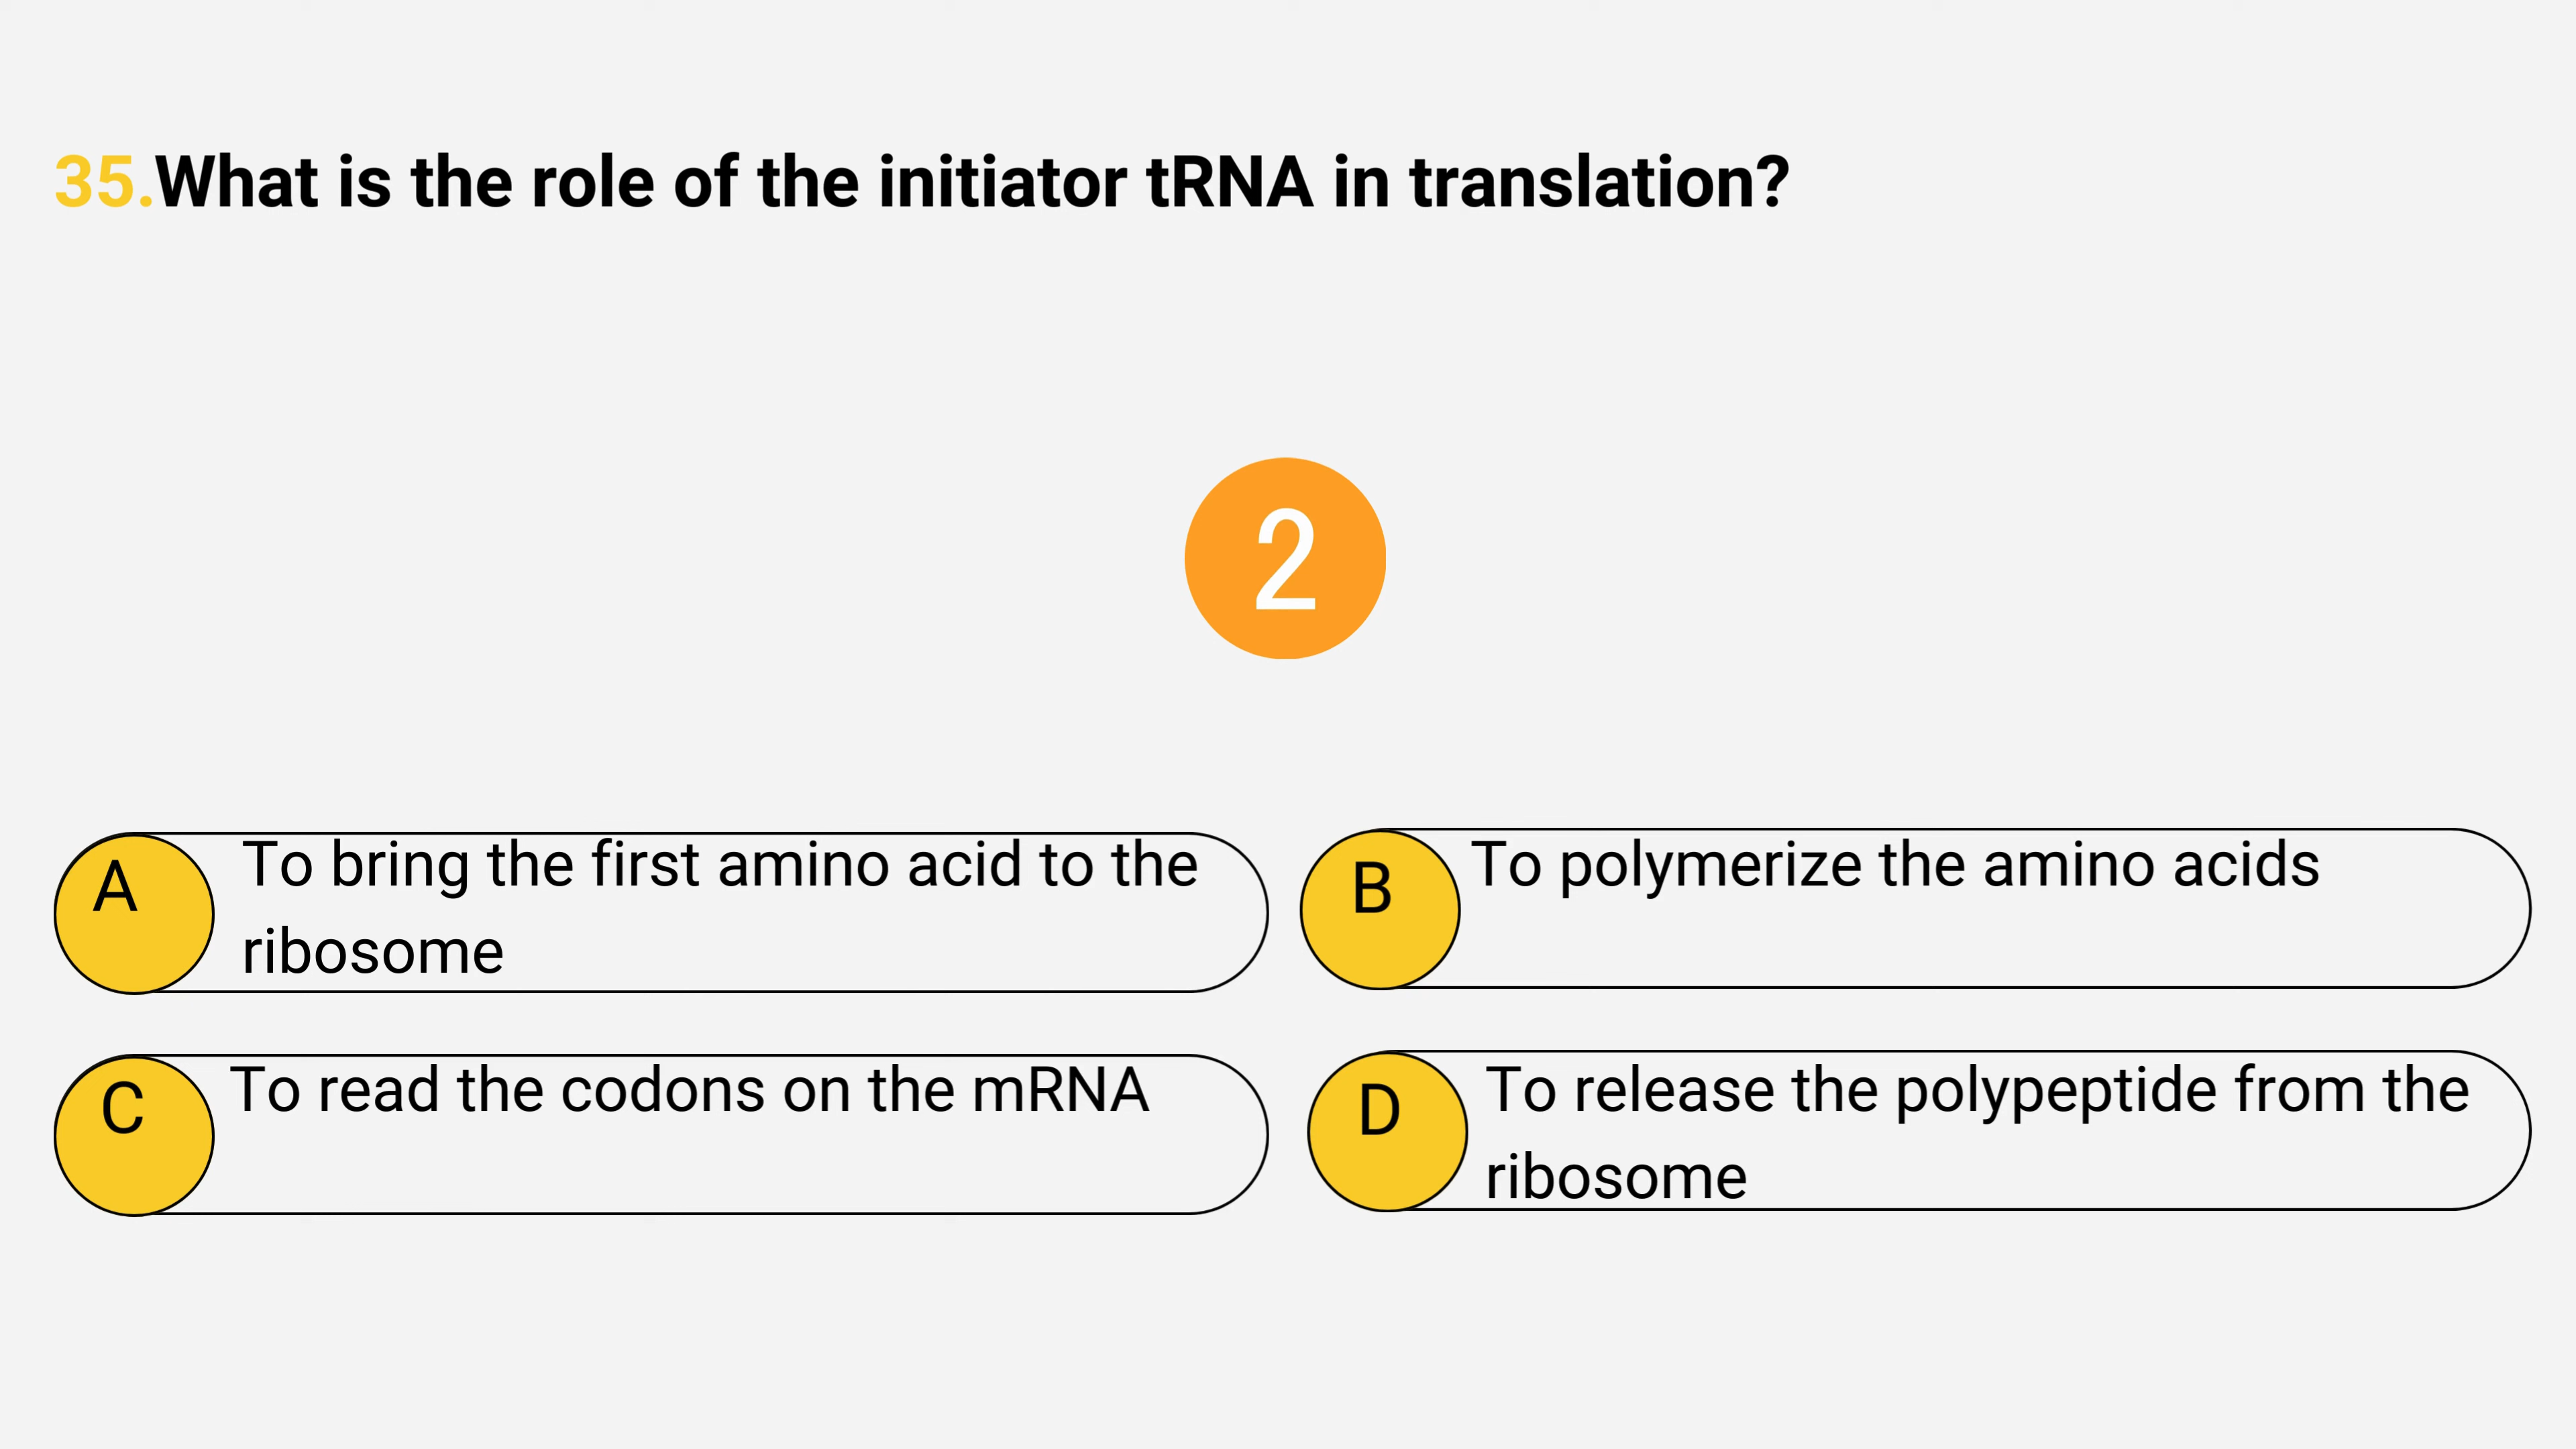 35.What is the role of the initiator tRNA in translation?
2
A
To bring the first amino acid to the
ribosome
B
To polymerize the amino acids
C
To read the codons on the mRNA
D
To release the polypeptide from the
ribosome